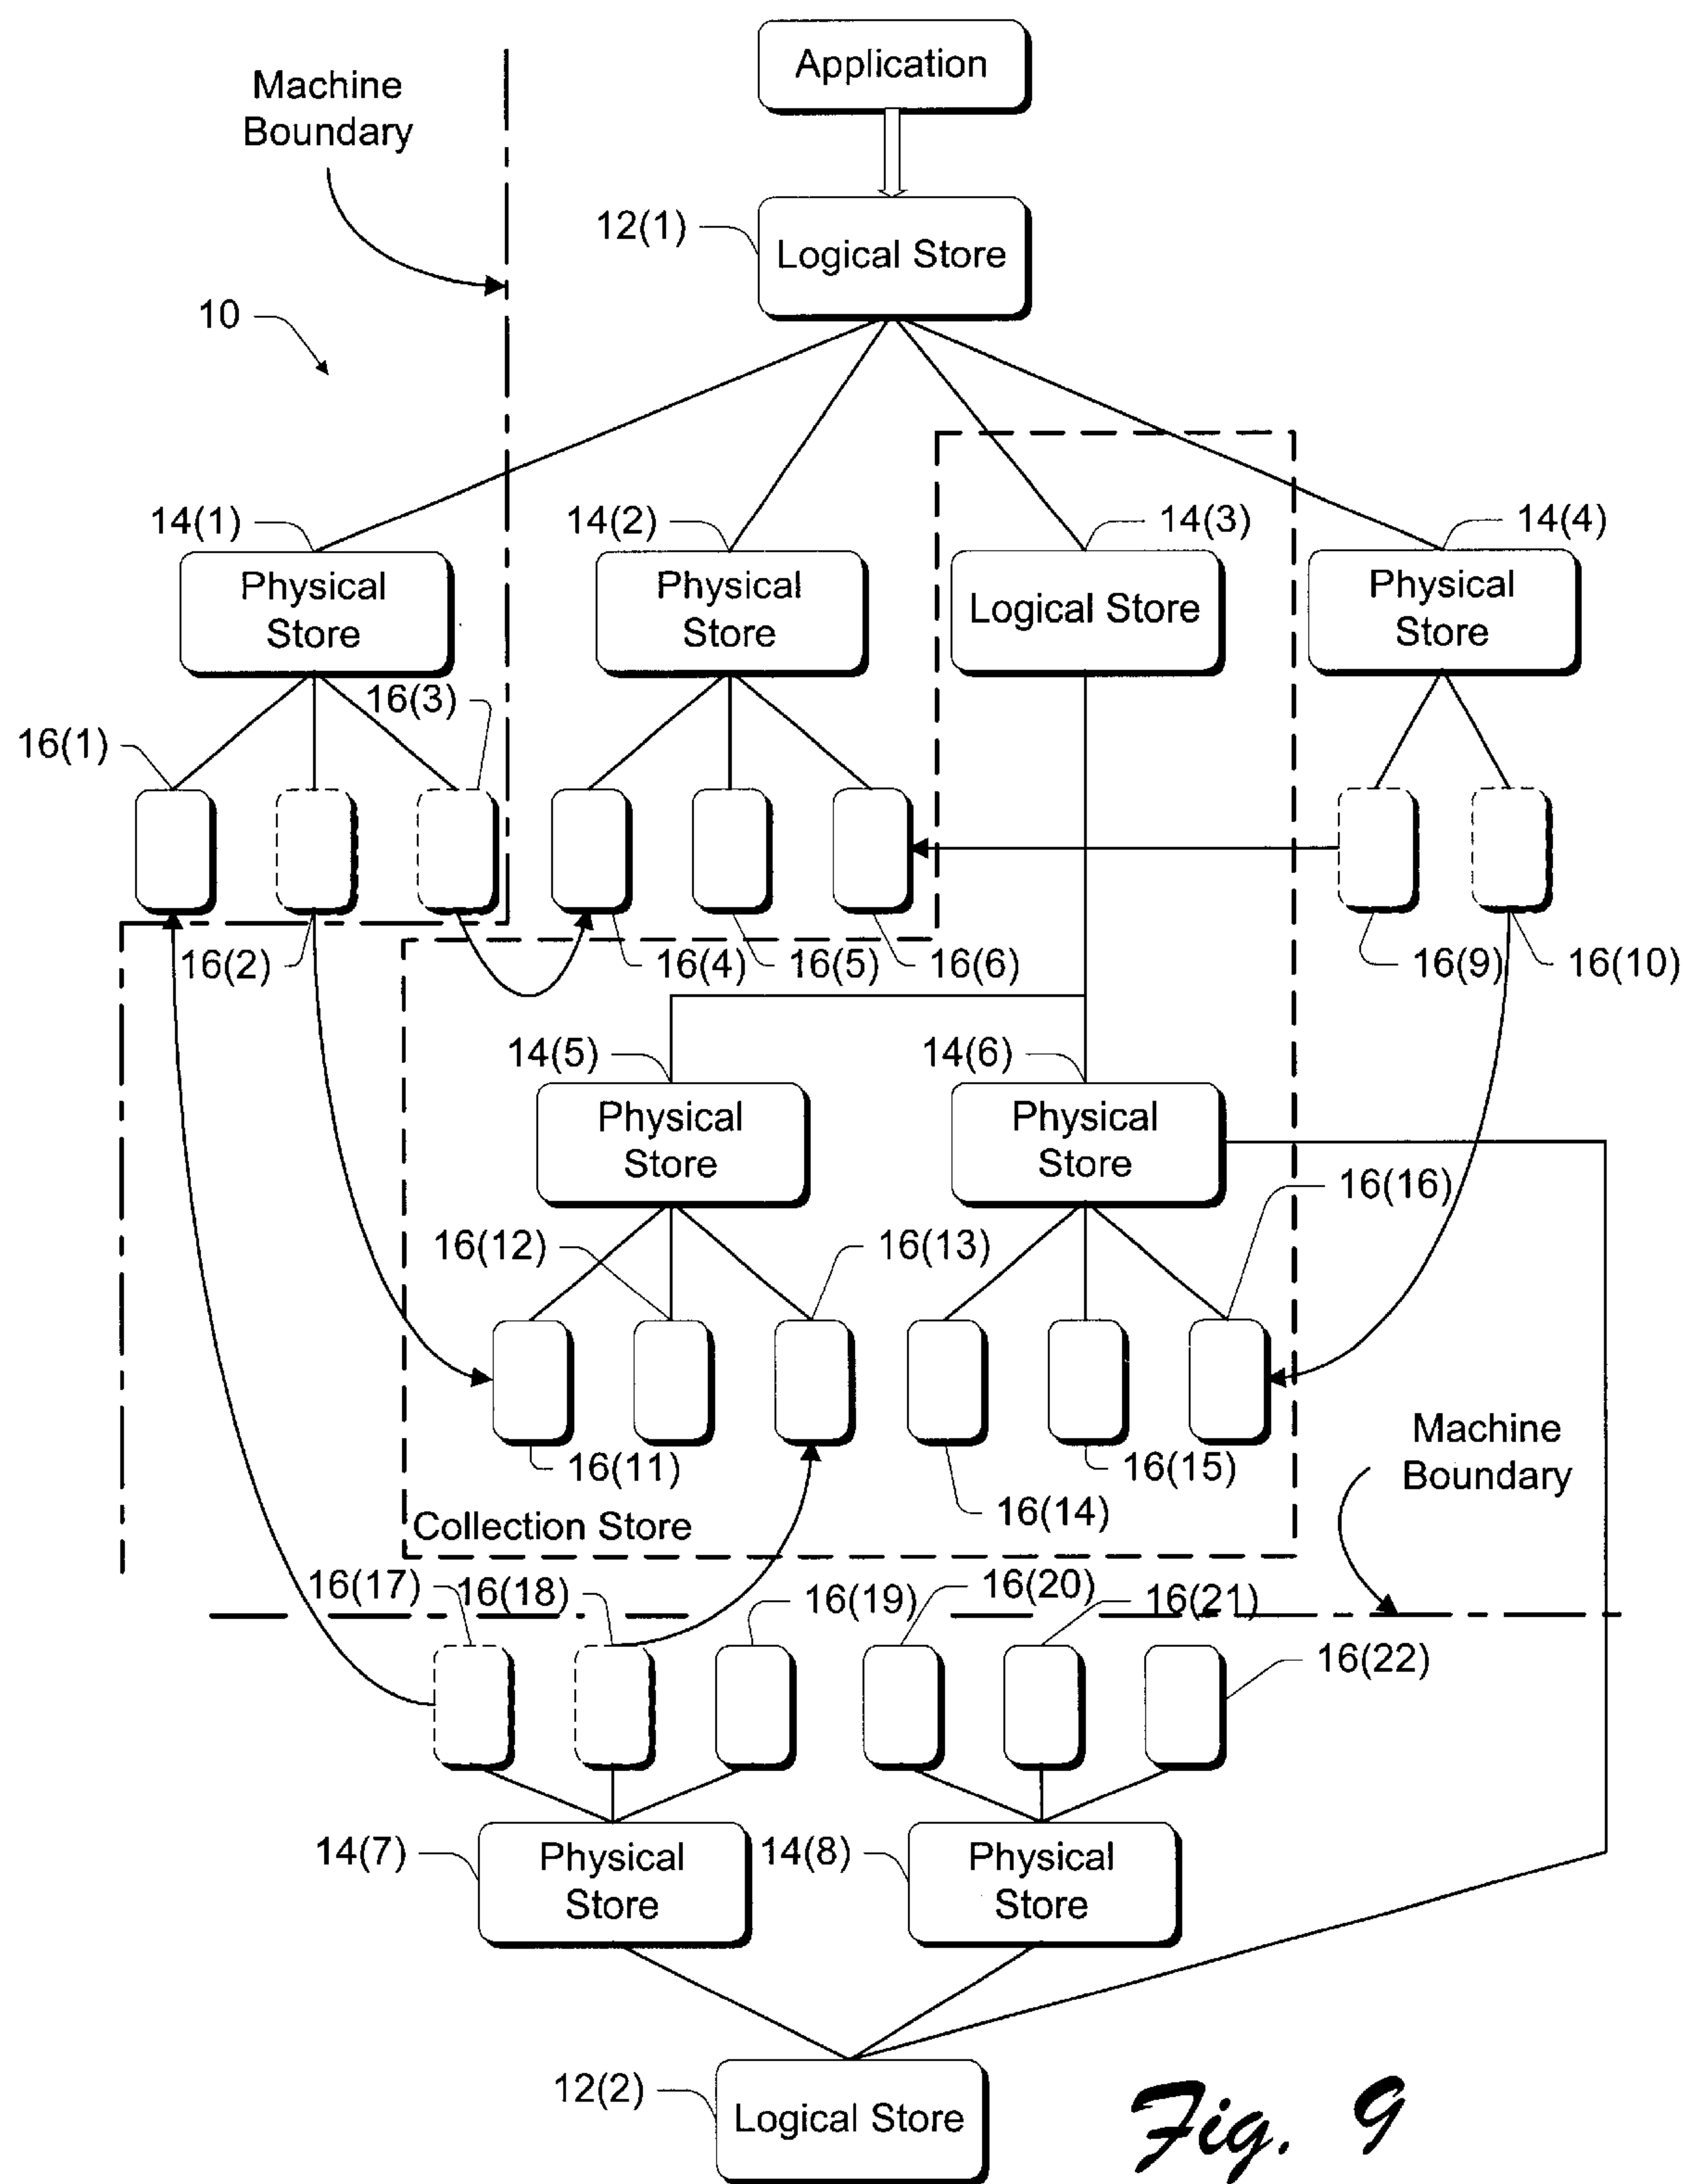 Application
Machine
Boundary
12(1)
Logical Store
10
14(1)
14(2)
14(3)
14(4)
Physical
Store
Physical
Store
Logical Store
Physical
Store
16(3)
16(1)
16(2)
16(4)
16(5)
16(6)
16(9)
16(10)
14(5)
14(6)
Physical
Store
Physical
Store
16(16)
16(12)
16(13)
16(11)
16(15)
16(14)
Machine
Boundary
Collection Store
16(17)
16(18)
16(19)
16(20)
16(21)
16(22)
14(7)
Physical
Store
14(8)
Physical
Store
12(2)
Logical Store
Fig. 9